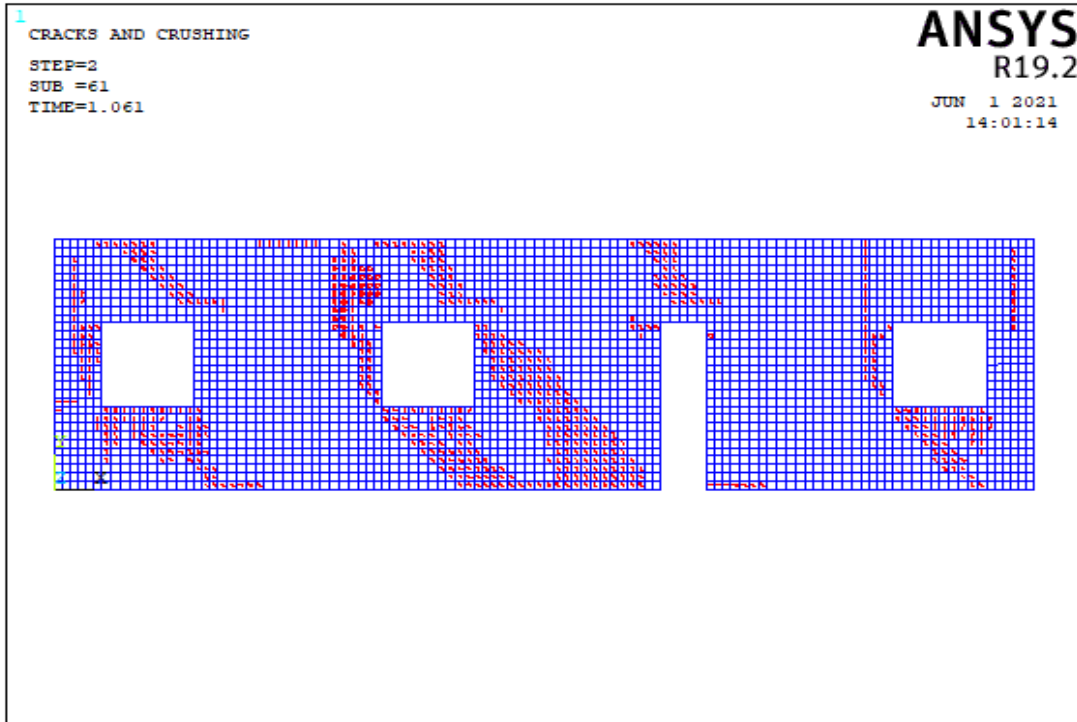 1
CRACKS AND CRUSHING
STEP=2
SUB =61
TIME=1.061
ANSYS
R19.2
JUN  1 2021
14:01:14
Y
Z X